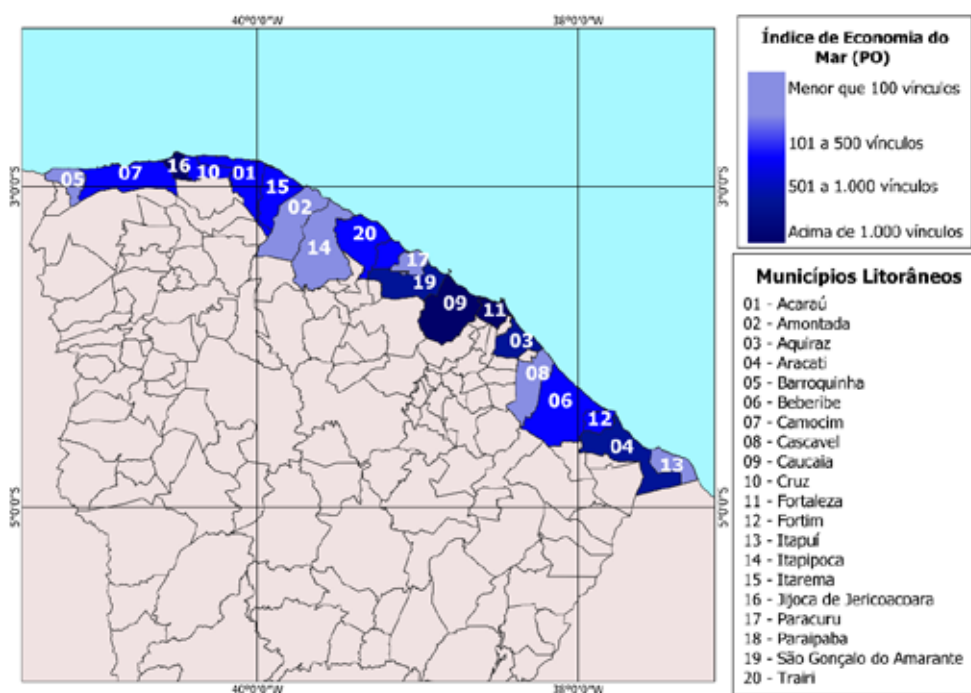 40°0'0"W 38°0'0"W
Índice de Economia do
Mar (PO)
Menor que 100 vínculos
101 a 500 vínculos
501 a 1.000 vínculos
Acima de 1.000 vínculos
3°0'0"S
3°0'0"S
05
07
16
10
01
15
02
14
20
17
19
09
11
03
08
06
12
04
13
5°0'0"S
5°0'0"S
40°0'0"W 38°0'0"W
Municípios Litorâneos
01 - Acaraú
02 - Amontada
03 - Aquiraz
04 - Aracati
05 - Barroquinha
06 - Beberibe
07 - Camocim
08 - Cascavel
09 - Caucaia
10 - Cruz
11 - Fortaleza
12 - Fortim
13 - Itapuí
14 - Itapipoca
15 - Itarema
16 - Jijoca de Jericoacoara
17 - Paracuru
18 - Paraipaba
19 - São Gonçalo do Amarante
20 - Trairi